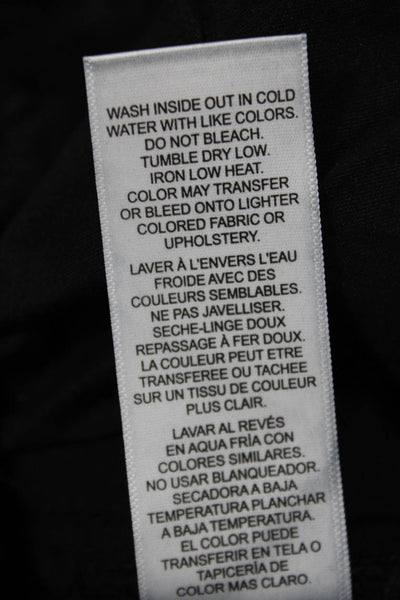 WASH INSIDE OUT IN COLD
WATER WITH LIKE COLORS.
DO NOT BLEACH.
TUMBLE DRY LOW.
IRON LOW HEAT.
COLOR MAY TRANSFER
OR BLEED ONTO LIGHTER
COLORED FABRIC OR
UPHOLSTERY.
LAVER À L'ENVERS L'EAU
FROIDE AVEC DES
COULEURS SEMBLABLES.
NE PAS JAVELLISER.
SECHE-LINGE DOUX
REPASSAGE À FER DOUX.
LA COULEUR PEUT ETRE
TRANSFEREE OU TACHEE
SUR UN TISSU DE COULEUR
PLUS CLAIR.
LAVAR AL REVÉS
EN AQUA FRÍA CON
COLORES SIMILARES.
NO USAR BLANQUEADOR.
SECADORA A BAJA
TEMPERATURA PLANCHAR
A BAJA TEMPERATURA.
EL COLOR PUEDE
TRANSFERIR EN TELA O
TAPICERÍA DE
COLOR MAS CLARO.